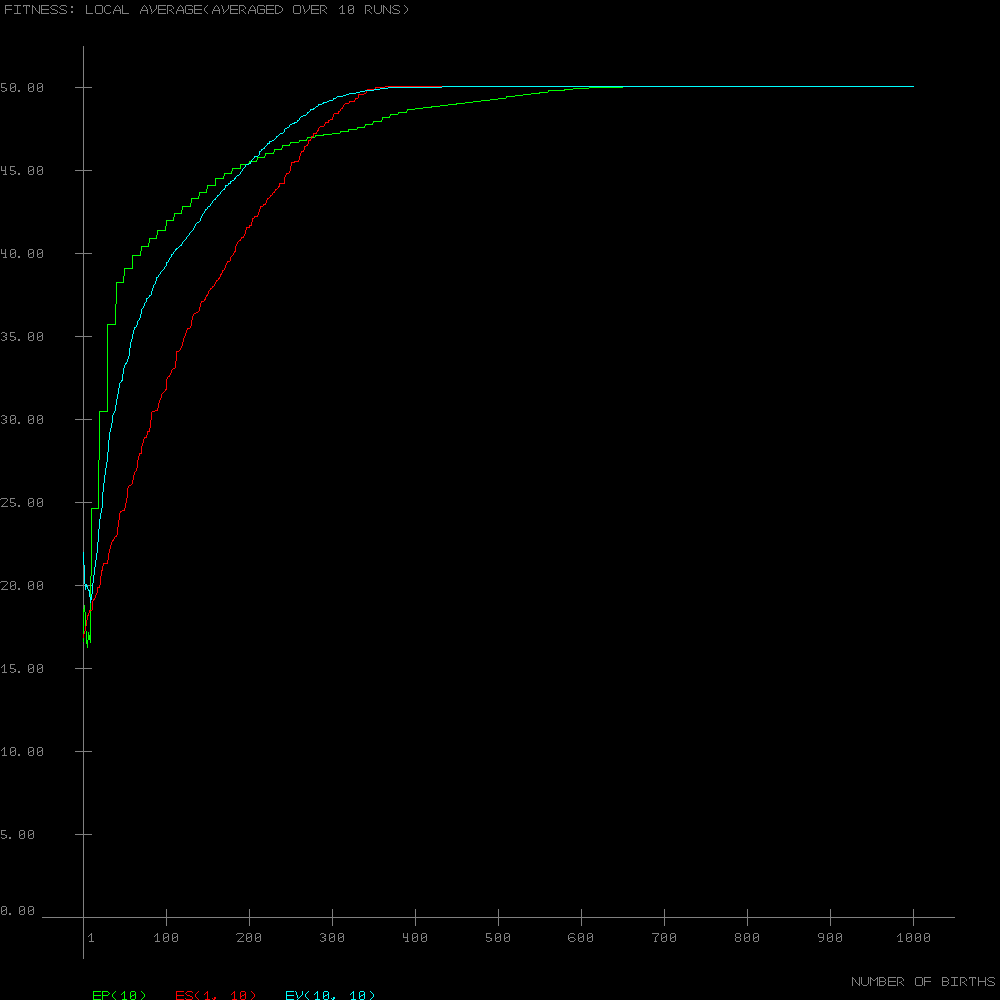 FITNESS: LOCAL AVERAGE(AVERAGED OVER 10 RUNS)
50.00
45.00
40.00
35.00
30.00
25.00
20.00
15.00
10.00
5.00
0.00
1 100 200 300 400 500 600 700 800 900 1000
NUMBER OF BIRTHS
EP(10) ES(1, 10) EV(10, 10)